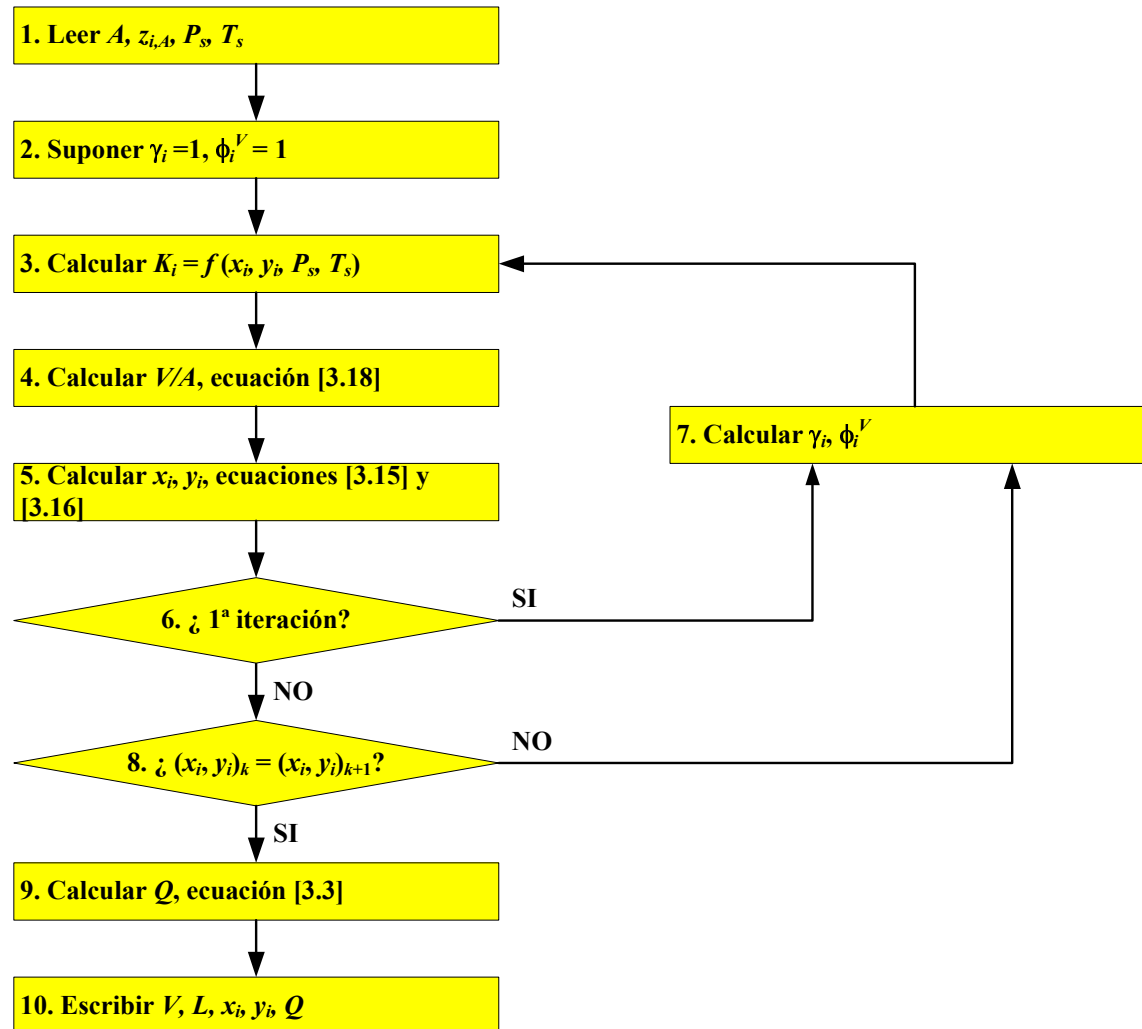 1. Leer A, z_{i,A}, P_s, T_s
2. Suponer γ_i =1, ϕ_i^V = 1
3. Calcular K_i = f (x_i, y_i, P_s, T_s)
4. Calcular V/A, ecuación [3.18]
5. Calcular x_i, y_i, ecuaciones [3.15] y
[3.16]
6. ¿ 1ª iteración?
SI
7. Calcular γ_i, ϕ_i^V
NO
8. ¿ (x_i, y_i)_k = (x_i, y_i)_{k+1}?
NO
SI
9. Calcular Q, ecuación [3.3]
10. Escribir V, L, x_i, y_i, Q